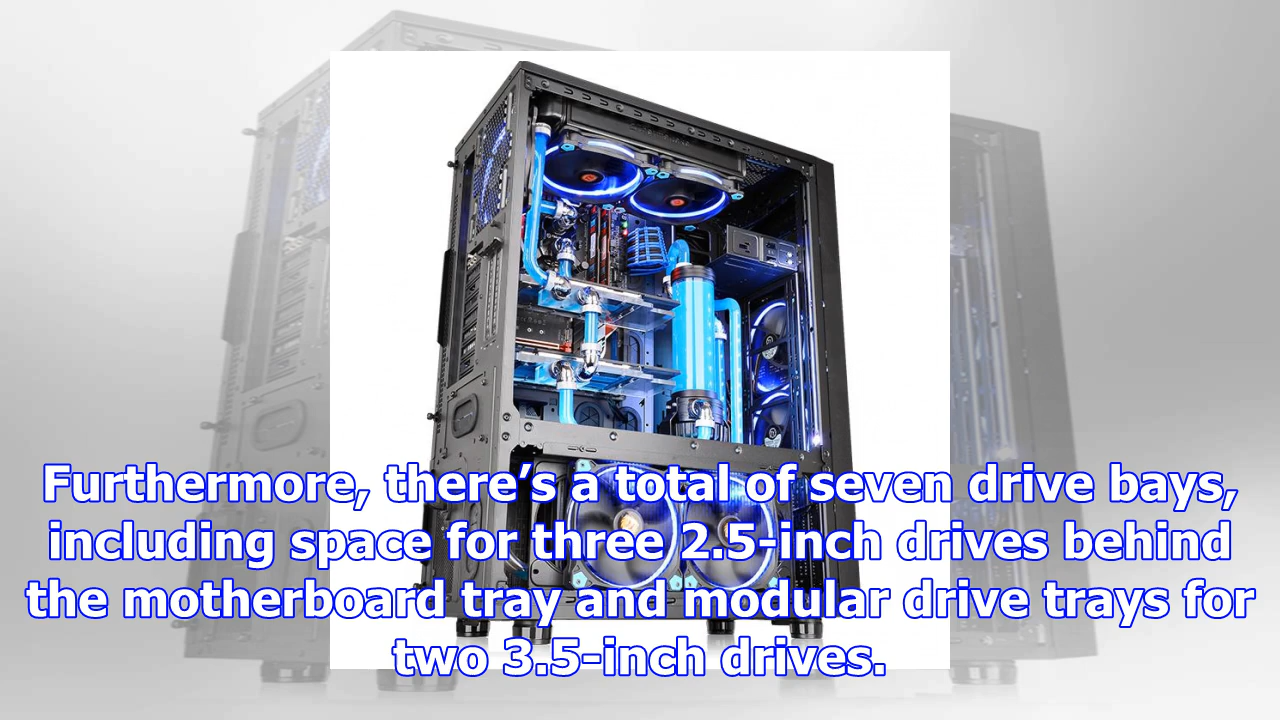 Furthermore, there’s a total of seven drive bays,
including space for three 2.5-inch drives behind
the motherboard tray and modular drive trays for
two 3.5-inch drives.